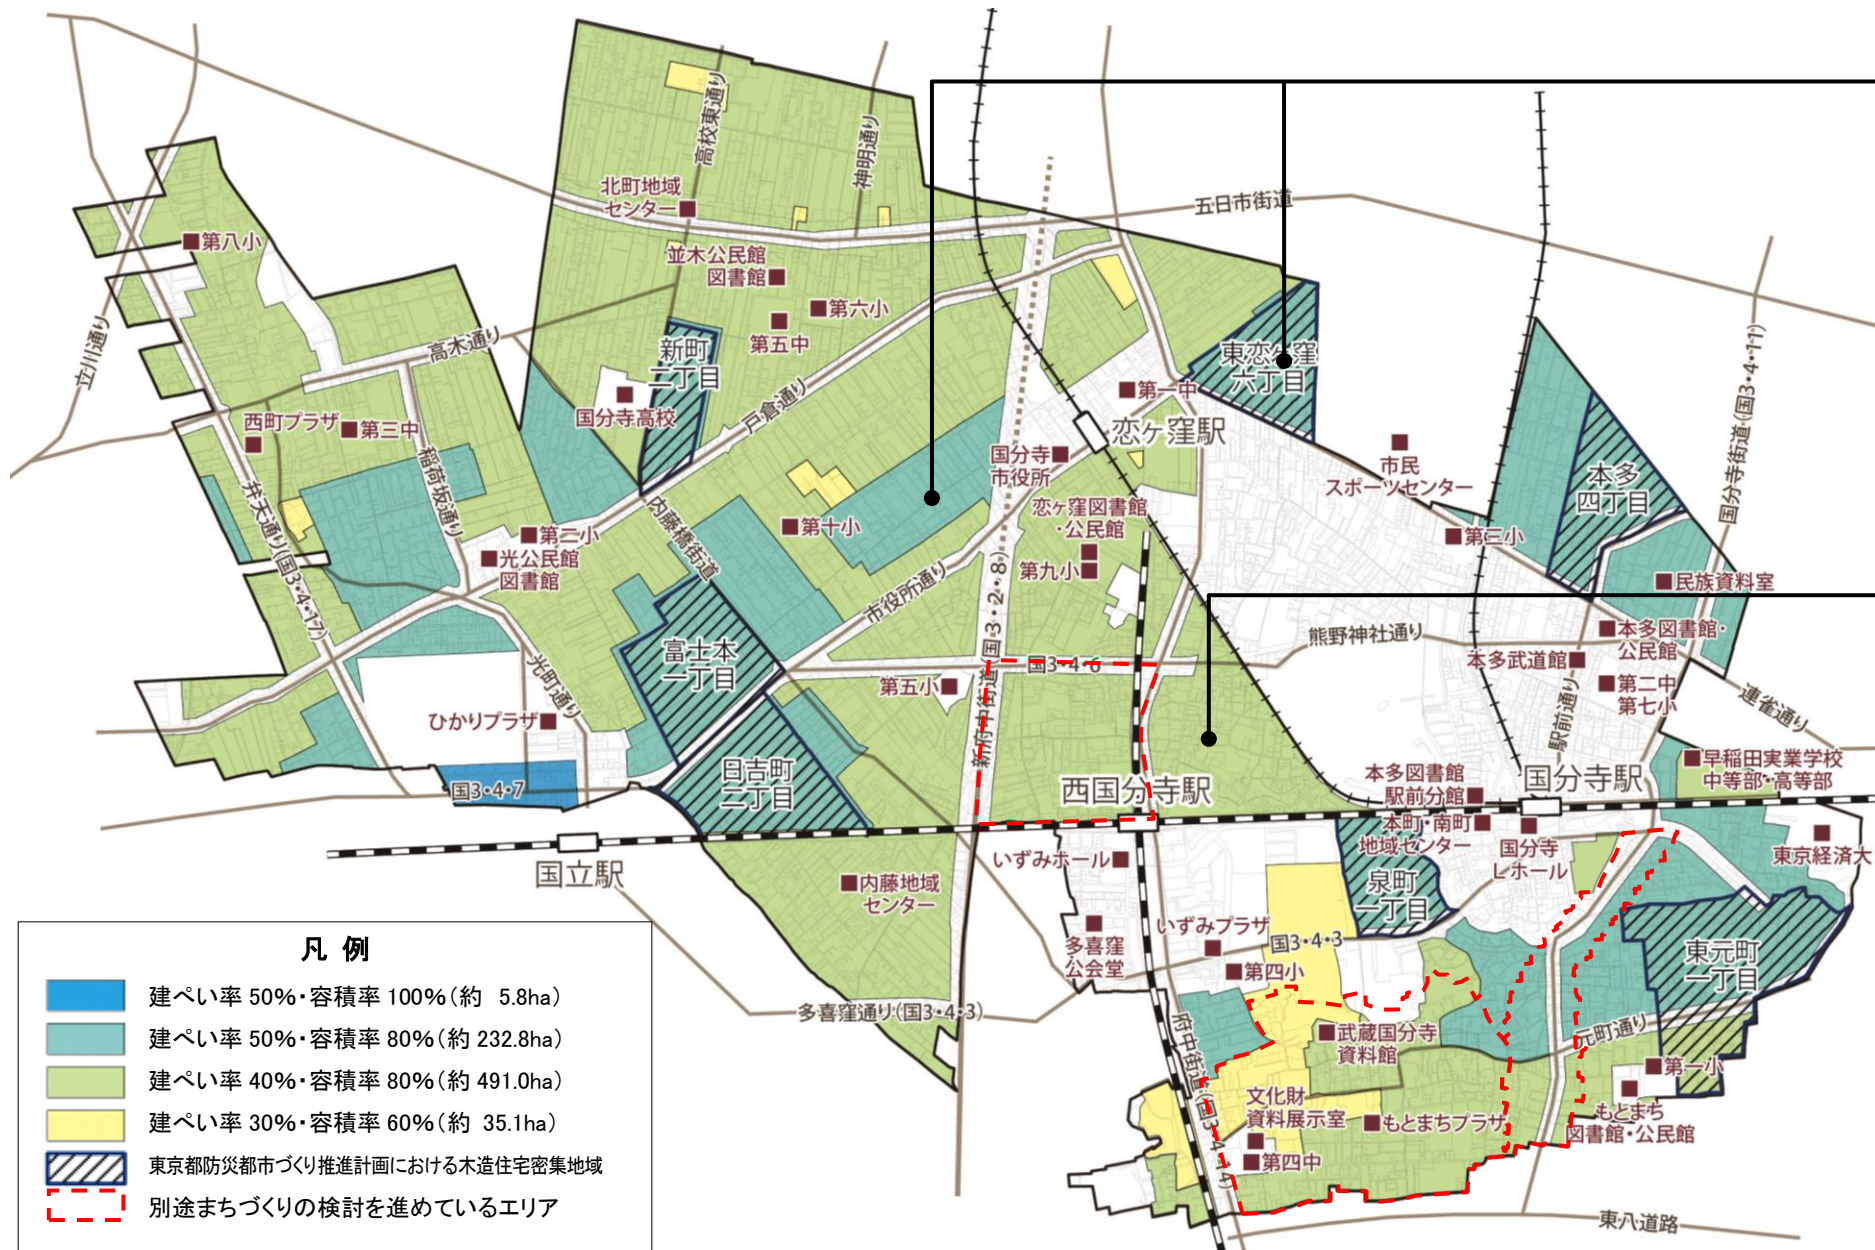 高校東通り
神明通り
北町地域
センター
五日市街道
第八小
並木公民館
図書館
第六小
第五中
新町
二丁目
国分寺高校
高木通り
立川通り
戸倉通り
東恋ヶ窪
六丁目
第一中
恋ヶ窪駅
国分寺街道(国3・4・11)
西町プラザ
第三中
稲荷坂通り
国分寺
市役所
市民
スポーツセンター
本多
四丁目
弁天通り(国3・4・17)
第二小
光公民館
図書館
内藤橋街道
第十小
恋ヶ窪図書館
・公民館
第九小
第三小
民族資料室
市役所通り
新府中街道(国3・2・8)
熊野神社通り
本多図書館・
公民館
本多武道館
第二中
第七小
連雀通り
駅前通り
富士本
一丁目
国3・4・6
第五小
光町通り
ひかりプラザ
国3・4・7
日吉町
二丁目
西国分寺駅
本多図書館
駅前分館
国分寺駅
早稲田実業学校
中等部・高等部
本町・南町
地域センター
国分寺
Lホール
東京経済大
国立駅
いずみホール
内藤地域
センター
泉町
一丁目
多喜窪
公会堂
いずみプラザ
国3・4・3
第四小
東元町
一丁目
多喜窪通り(国3・4・3)
府中街道(国3・4・14)
武蔵国分寺
資料館
元町通り
第一小
文化財
資料展示室
もとまちプラザ
もとまち
図書館・公民館
第四中
東八道路
凡 例
建ぺい率 50%・容積率 100%(約 5.8ha)
建ぺい率 50%・容積率 80%(約 232.8ha)
建ぺい率 40%・容積率 80%(約 491.0ha)
建ぺい率 30%・容積率 60%(約 35.1ha)
東京都防災都市づくり推進計画における木造住宅密集地域
別途まちづくりの検討を進めているエリア